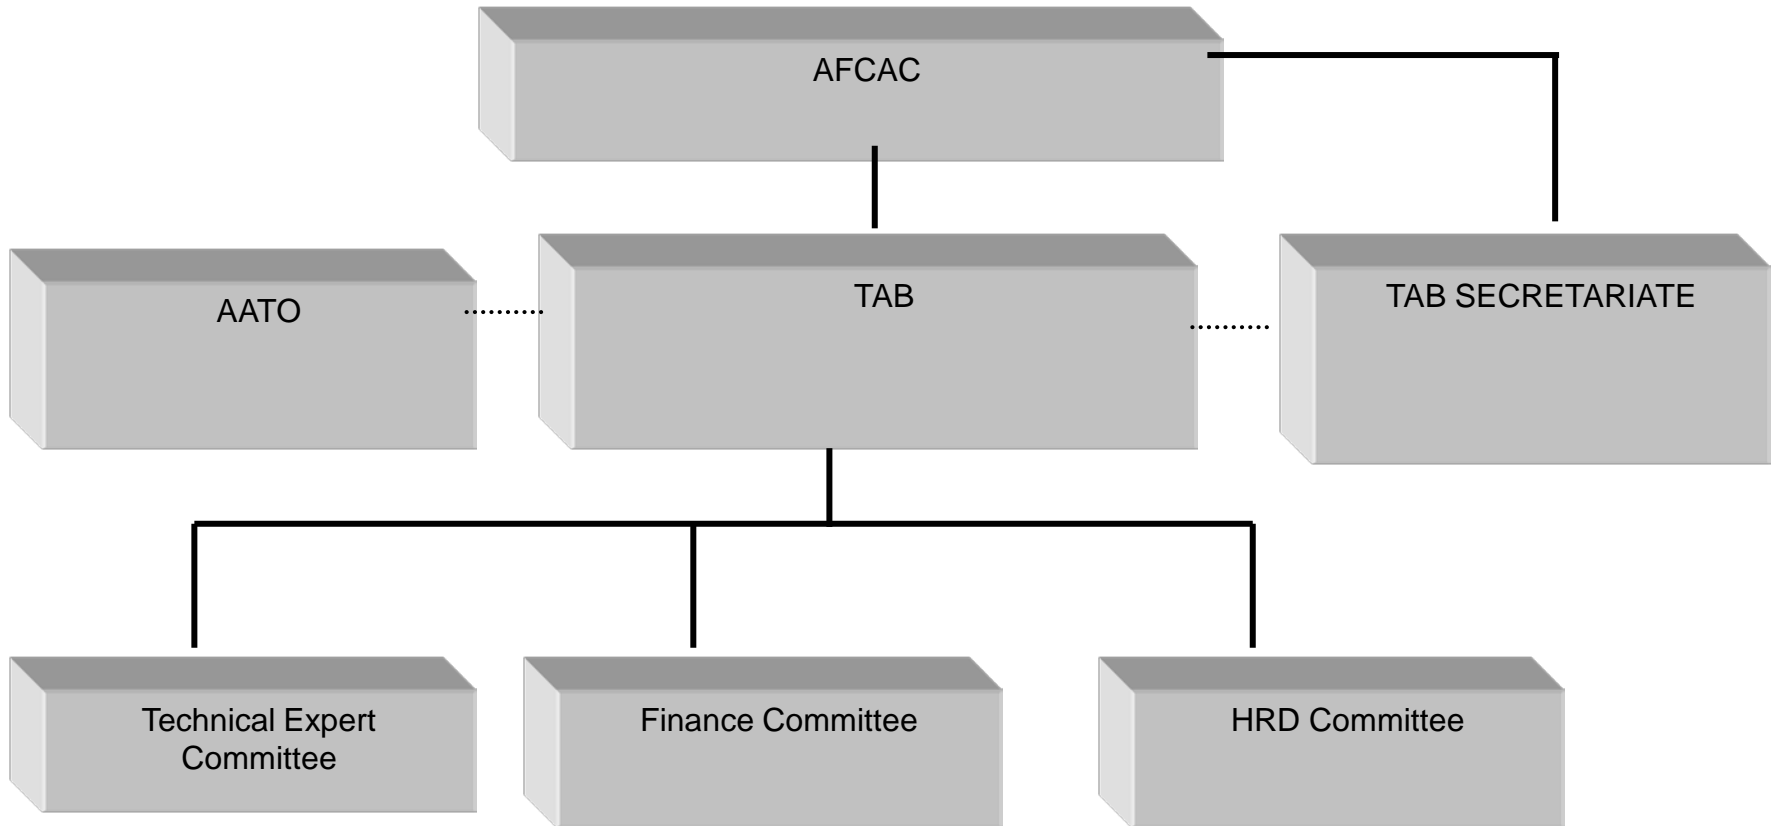 AFCAC
AATO
TAB
TAB SECRETARIATE
Technical Expert
Committee
Finance Committee
HRD Committee